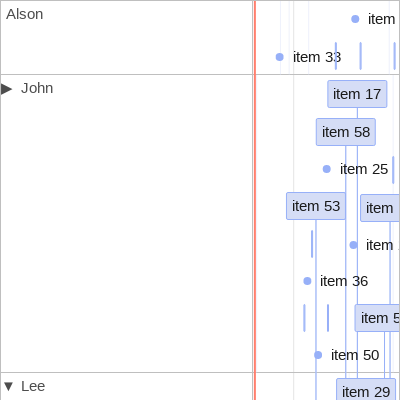 Alson
item
item 33
▶ John
item 17
item 58
item 25
item 53
item
item
item 36
item 5
item 50
▼ Lee
item 29